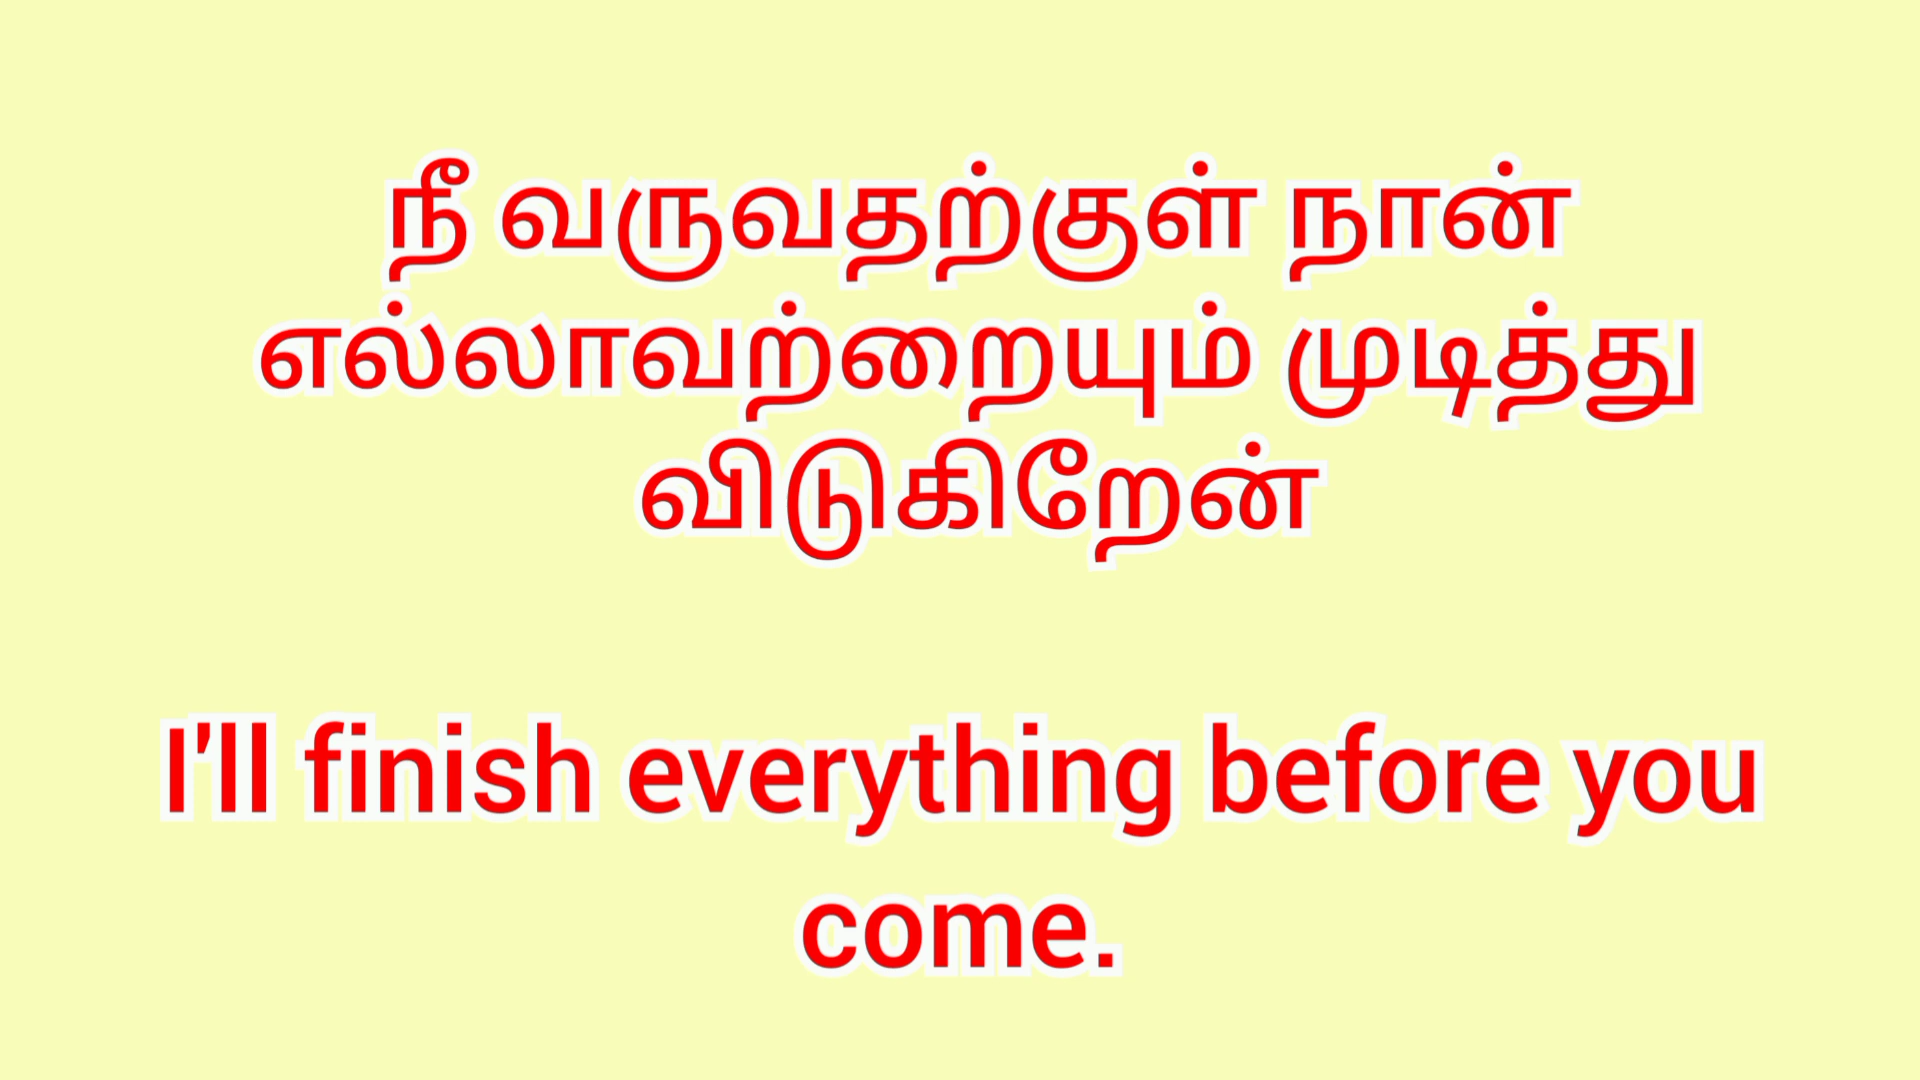 நீ வருவதற்குள் நான்
எல்லாவற்றையும் முடித்து
விடுகிறேன்
I'll finish everything before you
come.